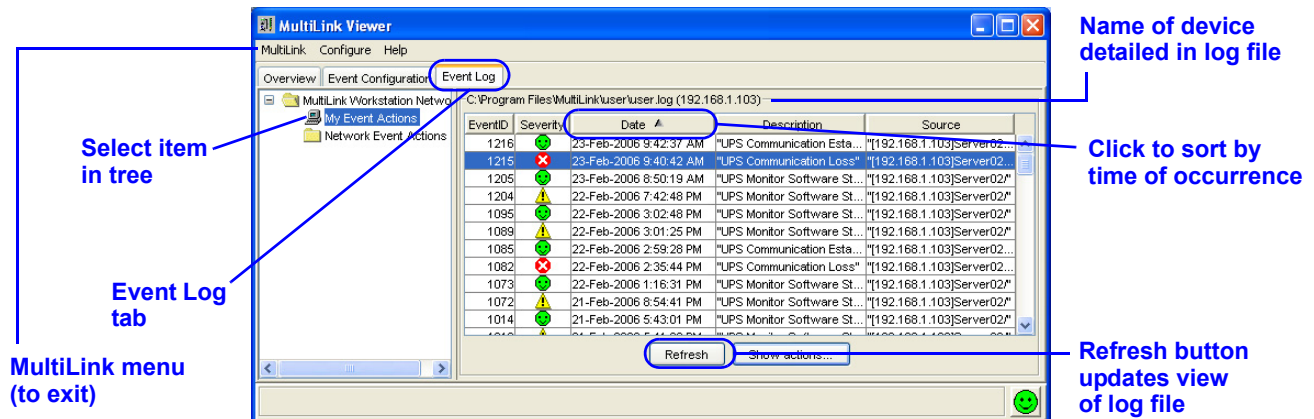 MultiLink Viewer
MultiLink Configure Help
Overview Event Configuration Event Log
MultiLink Workstation Netwo
My Event Actions
Network Event Actions
C:\Program Files\MultiLink\user\user.log (192.168.1.103)
EventID Severity Date Description Source
1216 23-Feb-2006 9:42:37 AM "UPS Communication Esta... "[192.168.1.103]Server02...
1215 23-Feb-2006 9:40:42 AM "UPS Communication Loss" "[192.168.1.103]Server02...
1205 23-Feb-2006 8:50:19 AM "UPS Monitor Software St... "[192.168.1.103]Server02/"
1204 22-Feb-2006 7:42:48 PM "UPS Monitor Software St... "[192.168.1.103]Server02/"
1095 22-Feb-2006 3:02:48 PM "UPS Monitor Software St... "[192.168.1.103]Server02/"
1089 22-Feb-2006 3:01:25 PM "UPS Monitor Software St... "[192.168.1.103]Server02/"
1085 22-Feb-2006 2:59:28 PM "UPS Communication Esta... "[192.168.1.103]Server02...
1082 22-Feb-2006 2:35:44 PM "UPS Communication Loss" "[192.168.1.103]Server02...
1073 22-Feb-2006 1:16:31 PM "UPS Monitor Software St... "[192.168.1.103]Server02/"
1072 21-Feb-2006 8:54:41 PM "UPS Monitor Software St... "[192.168.1.103]Server02/"
1014 21-Feb-2006 5:43:01 PM "UPS Monitor Software St... "[192.168.1.103]Server02/"
Refresh Show actions...
Select item
in tree
Event Log
tab
MultiLink menu
(to exit)
Name of device
detailed in log file
Click to sort by
time of occurrence
Refresh button
updates view
of log file